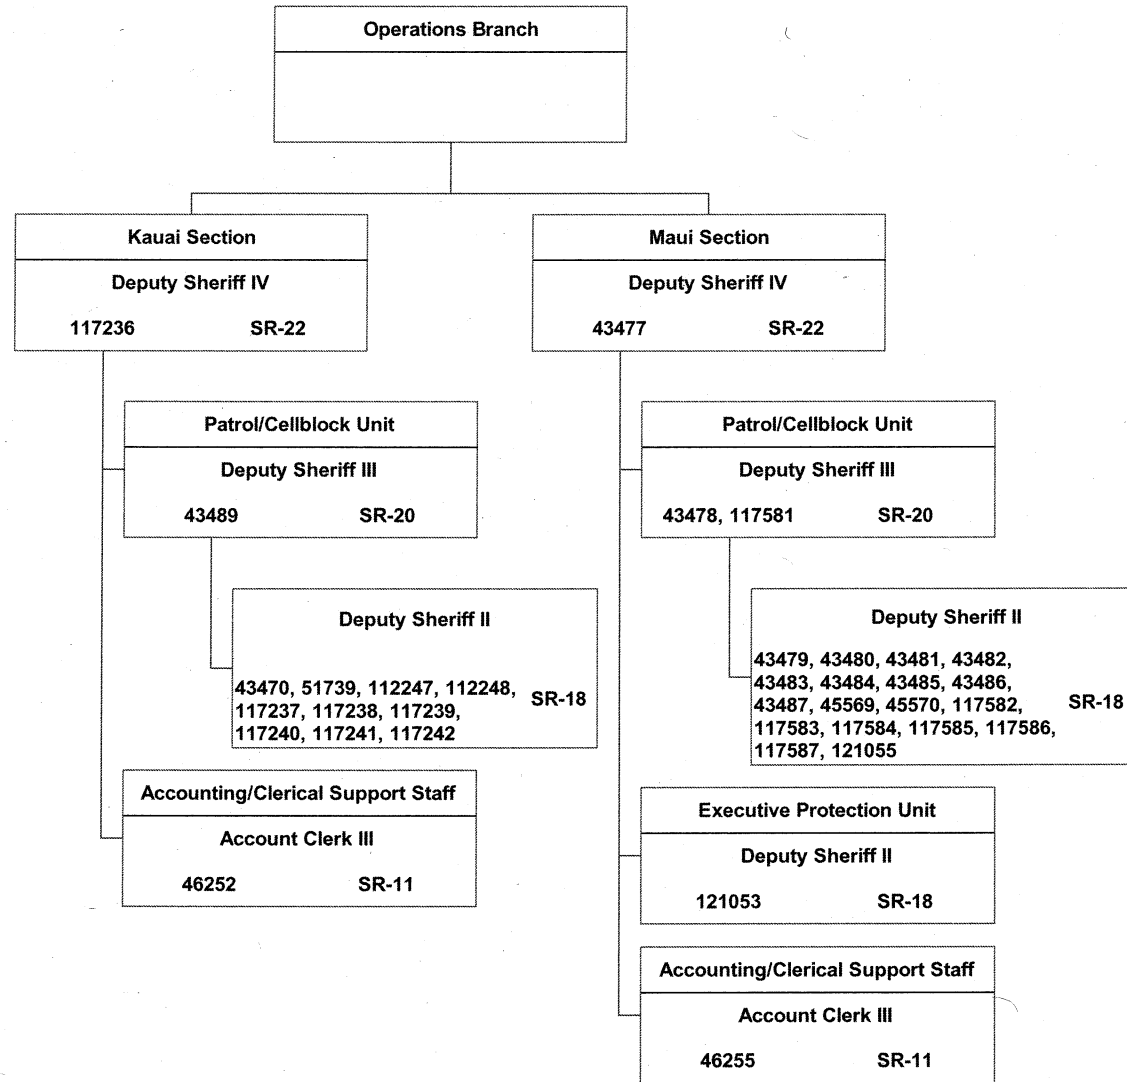 Operations Branch
Kauai Section
Deputy Sheriff IV
117236 SR-22
Patrol/Cellblock Unit
Deputy Sheriff III
43489 SR-20
Deputy Sheriff II
43470, 51739, 112247, 112248,
117237, 117238, 117239,
117240, 117241, 117242
SR-18
Accounting/Clerical Support Staff
Account Clerk III
46252 SR-11
Maui Section
Deputy Sheriff IV
43477 SR-22
Patrol/Cellblock Unit
Deputy Sheriff III
43478, 117581 SR-20
Deputy Sheriff II
43479, 43480, 43481, 43482,
43483, 43484, 43485, 43486,
43487, 45569, 45570, 117582,
117583, 117584, 117585, 117586,
117587, 121055
SR-18
Executive Protection Unit
Deputy Sheriff II
121053 SR-18
Accounting/Clerical Support Staff
Account Clerk III
46255 SR-11